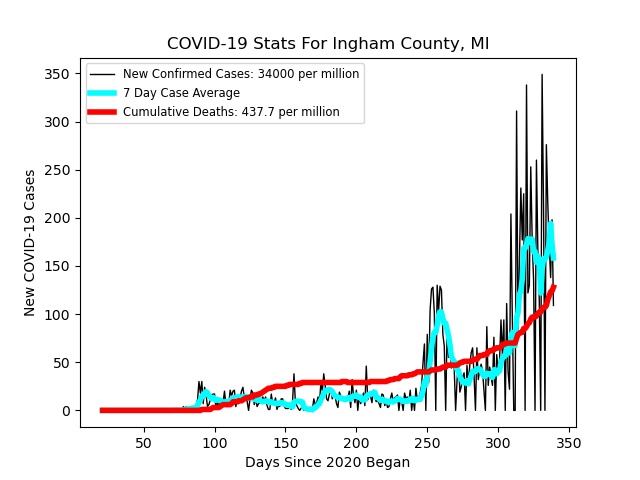 COVID-19 Stats For Ingham County, MI
New Confirmed Cases: 34000 per million
7 Day Case Average
Cumulative Deaths: 437.7 per million
New COVID-19 Cases
350
300
250
200
150
100
50
0
50
100
150
200
250
300
350
Days Since 2020 Began